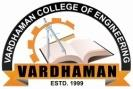 VARDHAMAN COLLEGE OF ENGINEERING
VARDHAMAN
ESTD. 1999